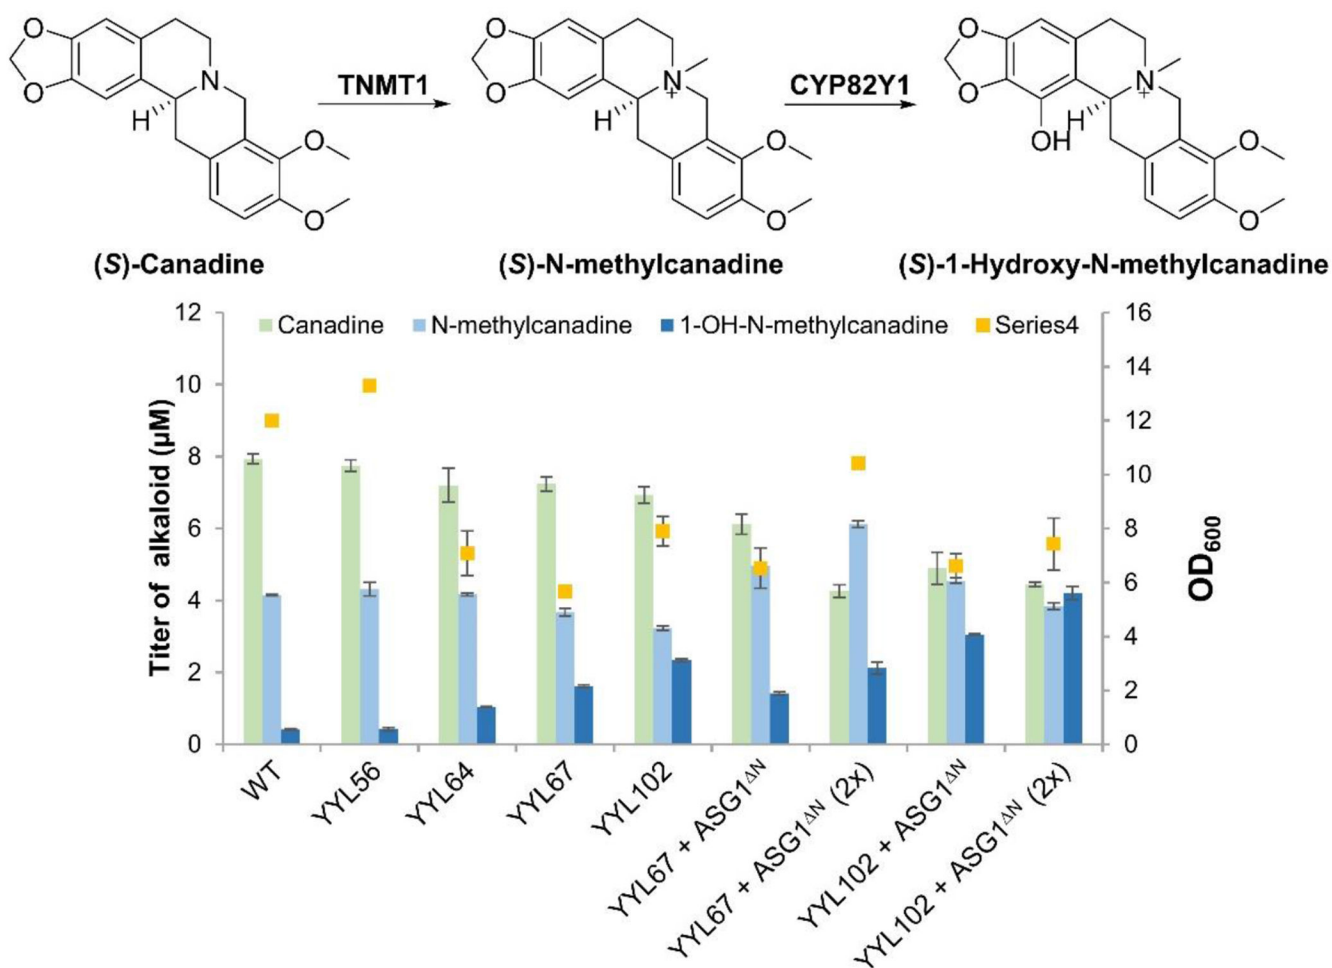 O
O
N
H
O
O
TNMT1
O
O
N
+
H
O
O
CYP82Y1
O
O
N
+
H
OH
O
O
(S)-Canadine
(S)-N-methylcanadine
(S)-1-Hydroxy-N-methylcanadine
Canadine N-methylcanadine 1-OH-N-methylcanadine Series4
Titer of alkaloid (µM)
12
10
8
6
4
2
0
16
14
12
10
8
6
4
2
0
OD600
WT
YYL56
YYL64
YYL67
YYL102
YYL67 + ASG1ΔN
YYL67 + ASG1ΔN (2x)
YYL102 + ASG1ΔN
YYL102 + ASG1ΔN (2x)